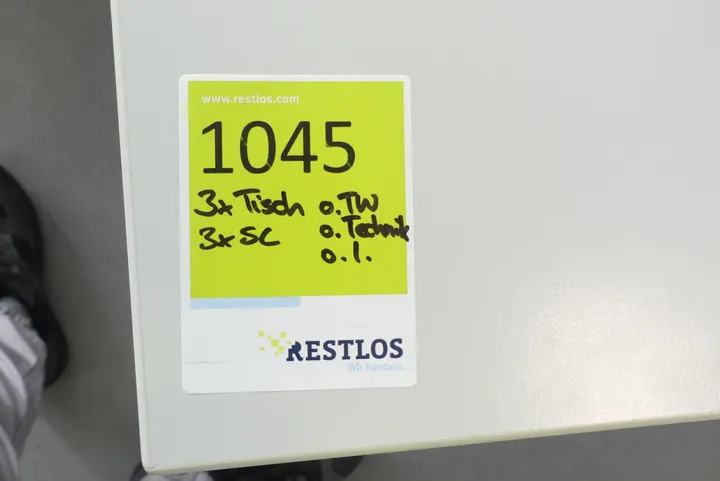 www.restlos.com
1045
3x Tisch o.TW
3x SC o.Technik
o.I.
RESTLOS
Wir handeln.